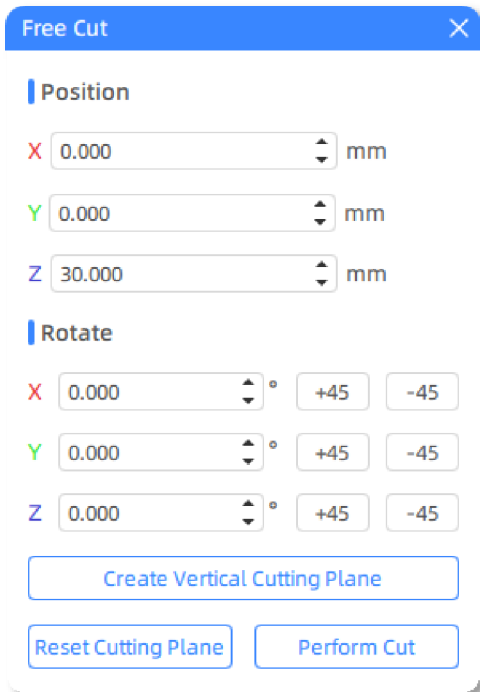 Free Cut
Position
X 0.000 mm
Y 0.000 mm
Z 30.000 mm
Rotate
X 0.000 ° +45 -45
Y 0.000 ° +45 -45
Z 0.000 ° +45 -45
Create Vertical Cutting Plane
Reset Cutting Plane Perform Cut